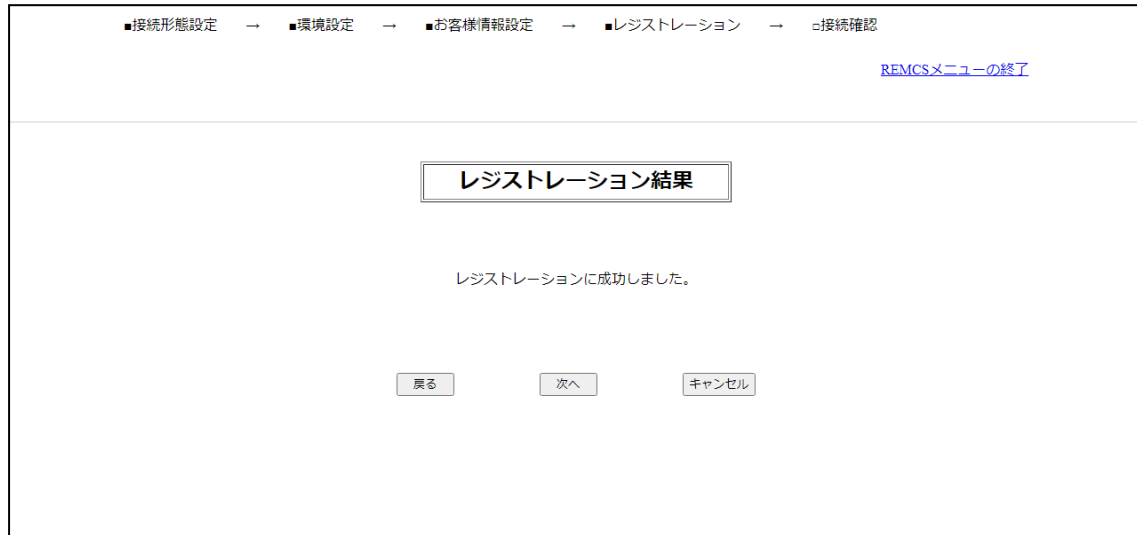 ■接続形態設定 → ■環境設定 → ■お客様情報設定 → ■レジストレーション → □接続確認
REMCSメニューの終了
レジストレーション結果
レジストレーションに成功しました。
戻る 次へ キャンセル